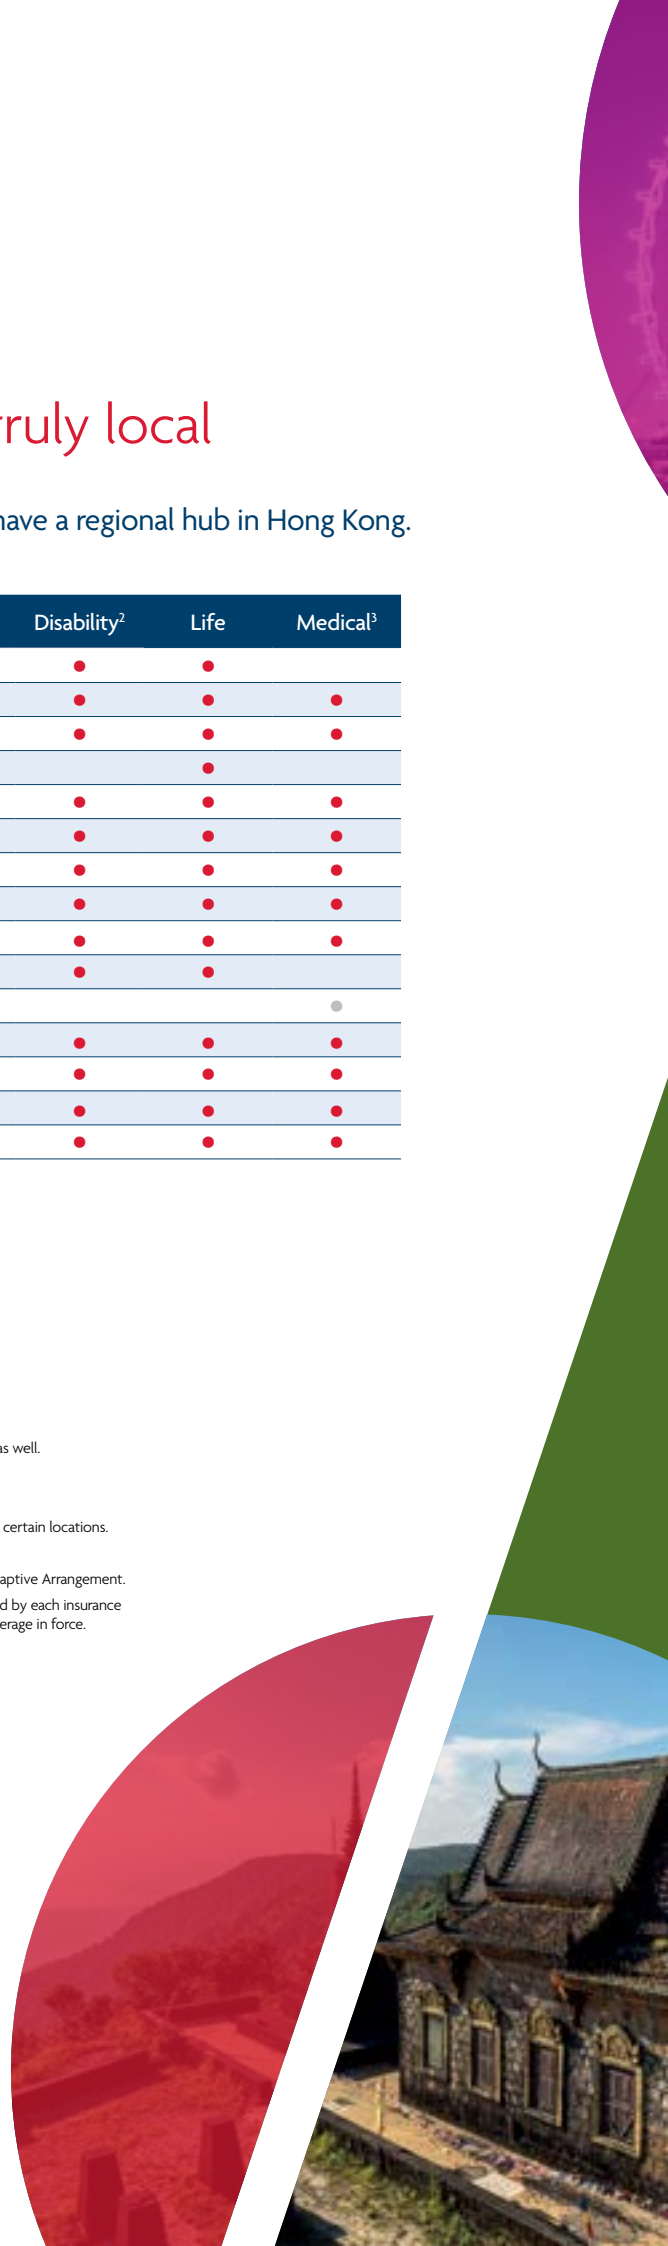 truly local
have a regional hub in Hong Kong.
Disability2 Life Medical3
as well.
certain locations.
aptive Arrangement.
d by each insurance
erage in force.